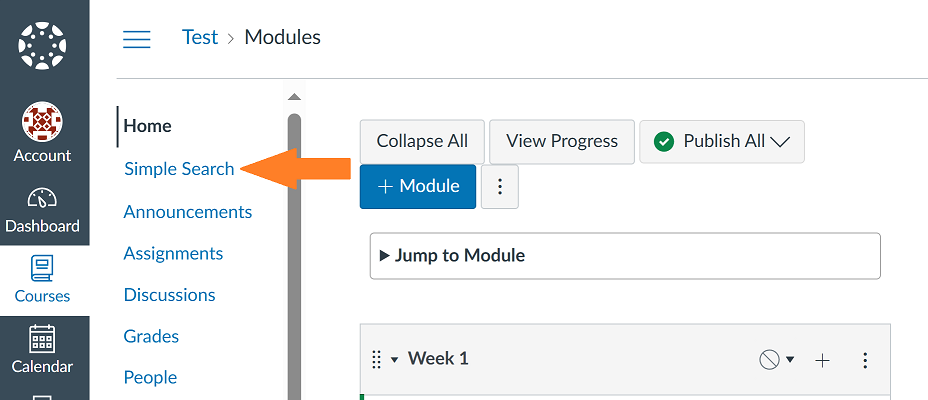 Test > Modules
Account
Dashboard
Courses
Calendar
Home
Simple Search
Announcements
Assignments
Discussions
Grades
People
Collapse All
View Progress
Publish All
+ Module
Jump to Module
Week 1